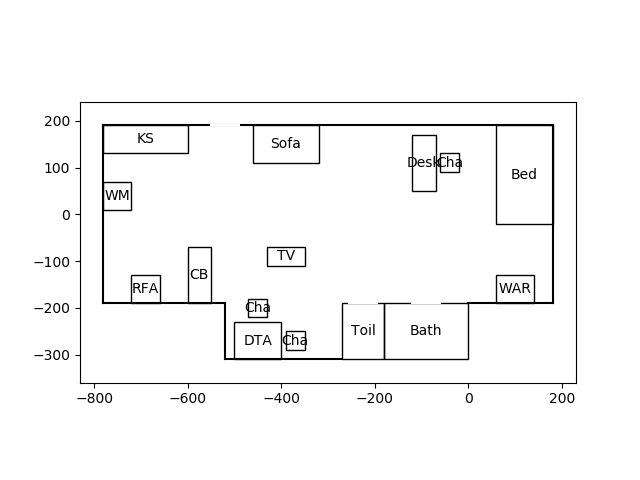 200
100
0
−100
−200
−300
−800
−600
−400
−200
0
200
KS
Sofa
Desk
Cha
Bed
WM
TV
CB
RFA
WAR
Cha
DTA
Cha
Toil
Bath